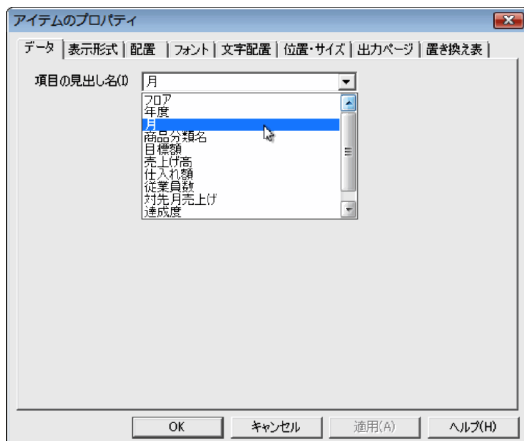 アイテムのプロパティ
データ 表示形式 配置 フォント 文字配置 位置・サイズ 出力ページ 置き換え表
項目の見出し名(I) 月
フロア
年度
月
商品分類名
目標額
売上げ高
仕入れ額
従業員数
対先月売上げ
達成度
OK キャンセル 適用(A) ヘルプ(H)